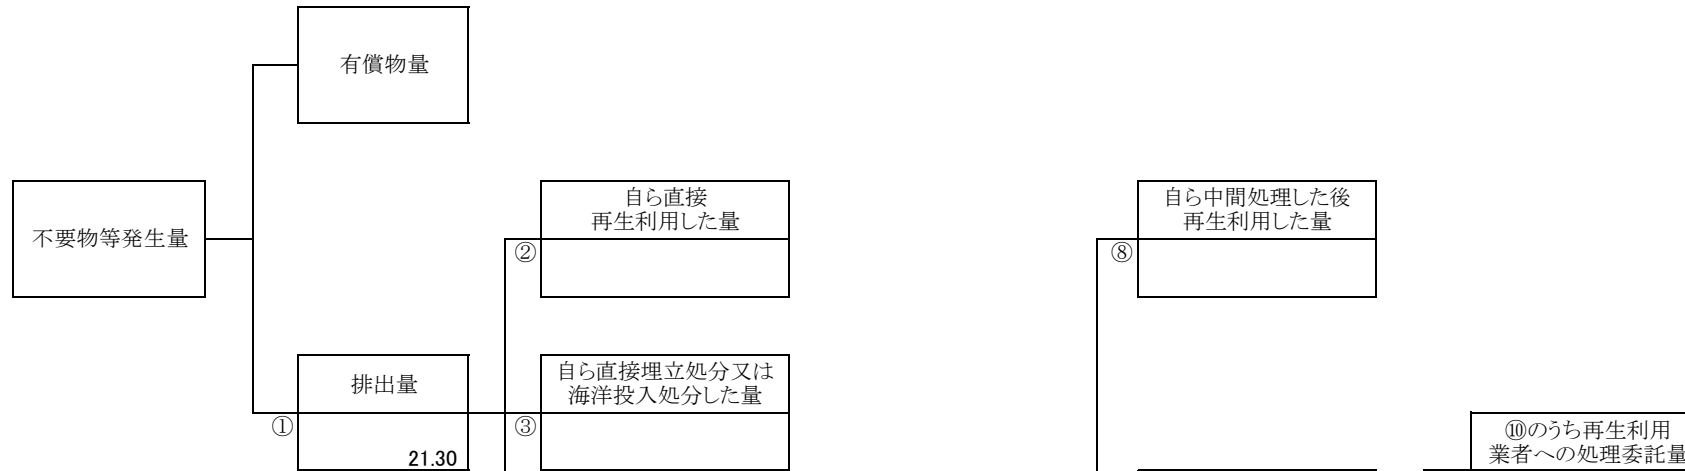 有償物量
不要物等発生量
自ら直接
再生利用した量
②
自ら中間処理した後
再生利用した量
⑧
排出量
①
21.30
自ら直接埋立処分又は
海洋投入処分した量
③
⑩のうち再生利用
業者への処理委託量